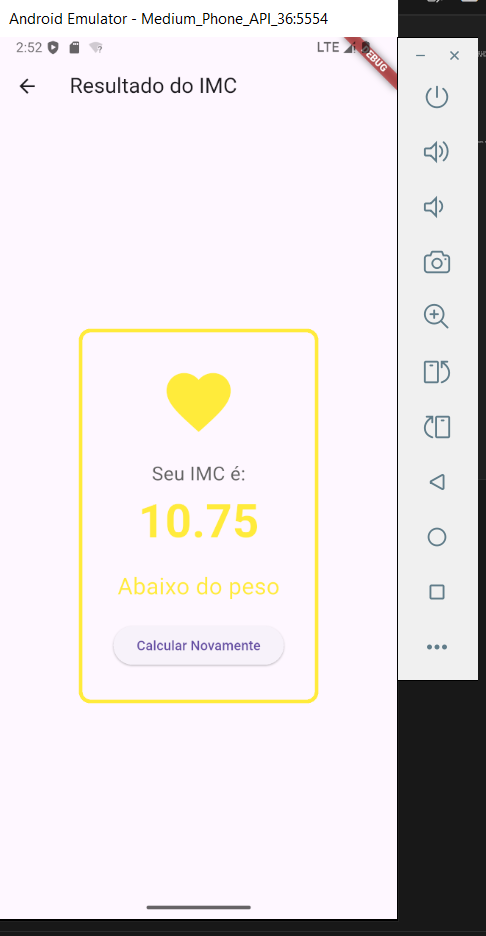 Android Emulator - Medium_Phone_API_36:5554
2:52 LTE
DEBUG
Resultado do IMC
Seu IMC é:
10.75
Abaixo do peso
Calcular Novamente